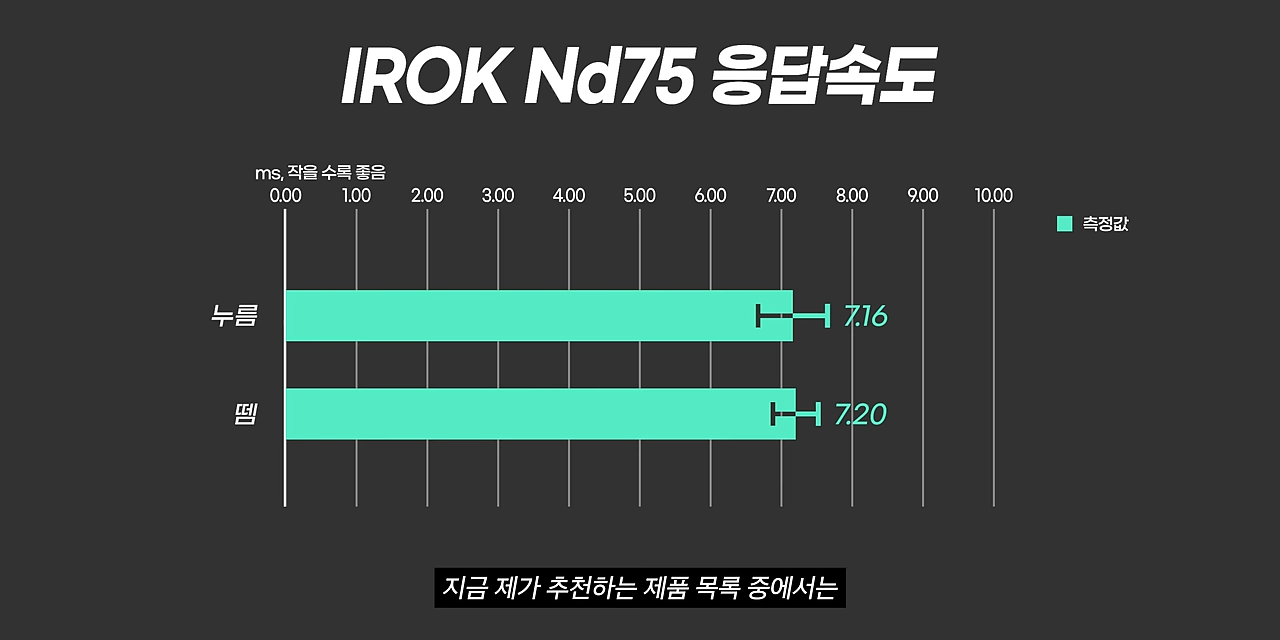 IROK Nd75 응답속도
ms, 작을 수록 좋음
0.00 1.00 2.00 3.00 4.00 5.00 6.00 7.00 8.00 9.00 10.00
측정값
누름 7.16
뗌 7.20
지금 제가 추천하는 제품 목록 중에서는